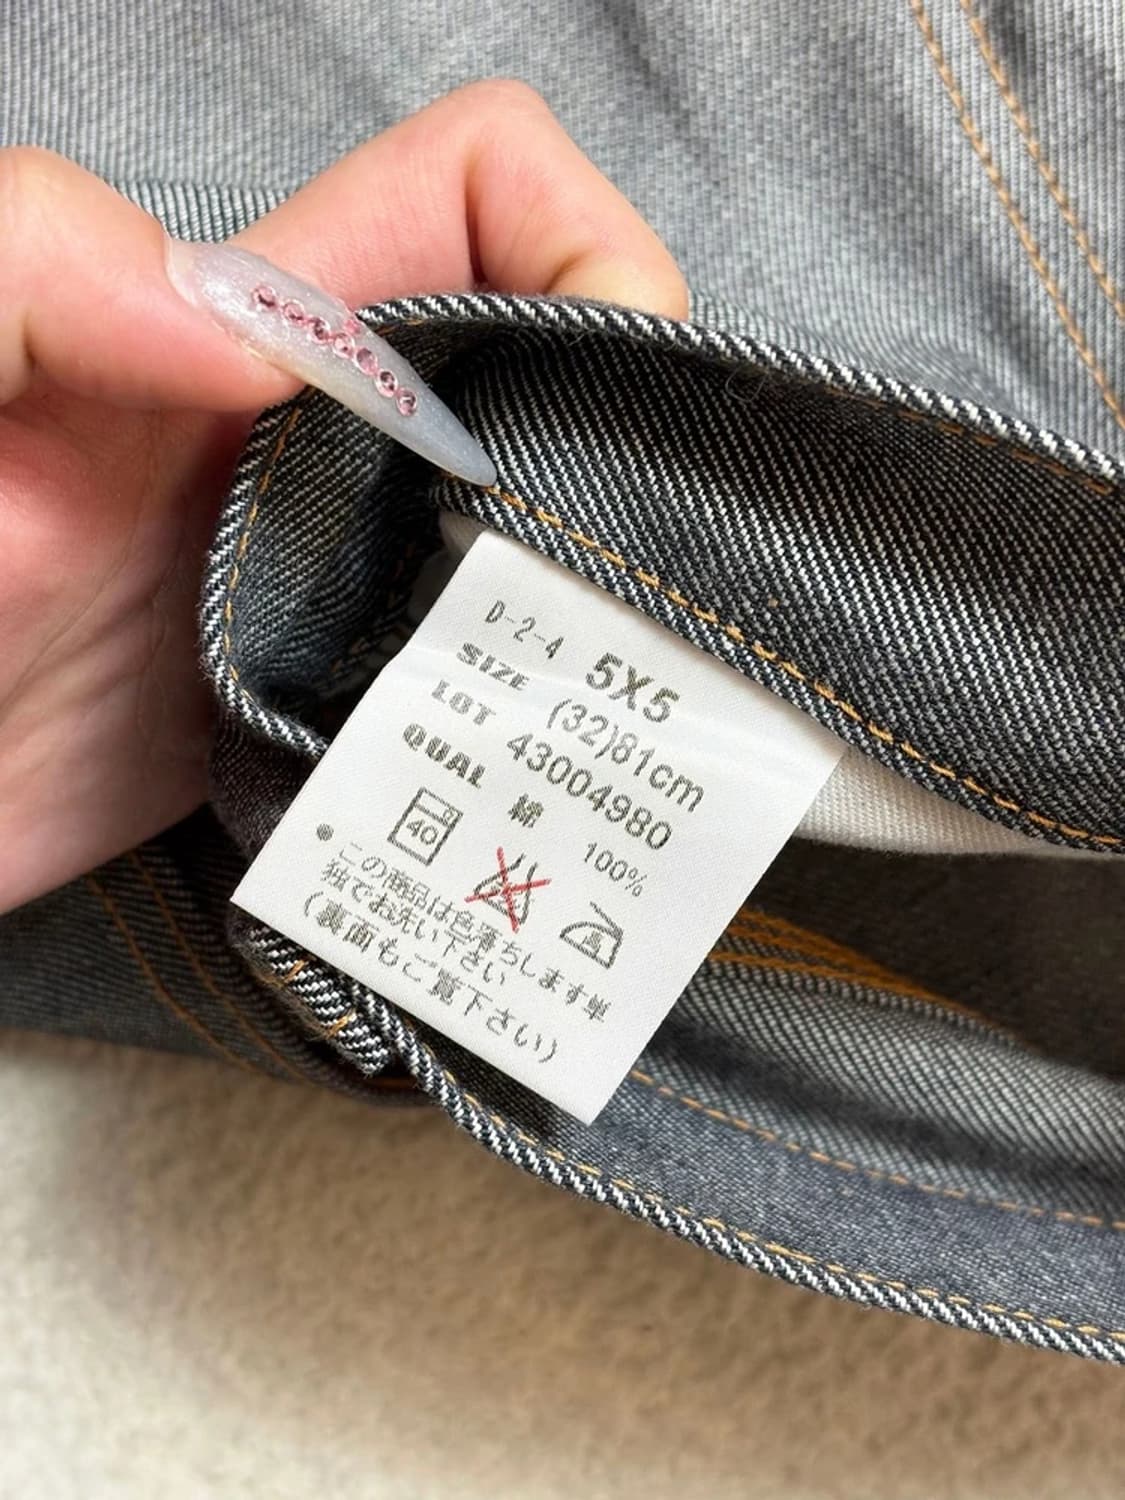 D-2-4 5X5
SIZE (32)81cm
LOT 43004980
QUAL 綿 100%
40
●この商品は色落ちします単
独でお洗い下さい
(裏面もご覧下さい)